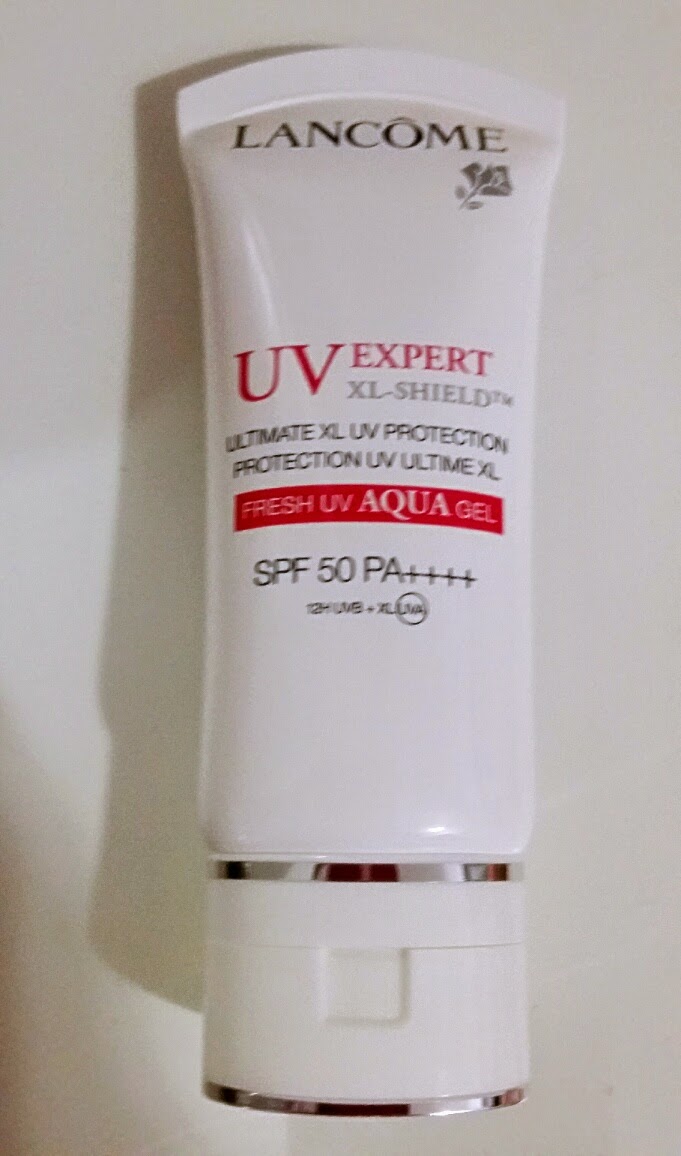 LANCÔME
UV EXPERT
XL-SHIELD™
ULTIMATE XL UV PROTECTION
PROTECTION UV ULTIME XL
FRESH UV AQUA GEL
SPF 50 PA++++
12H UVB + XL UVA